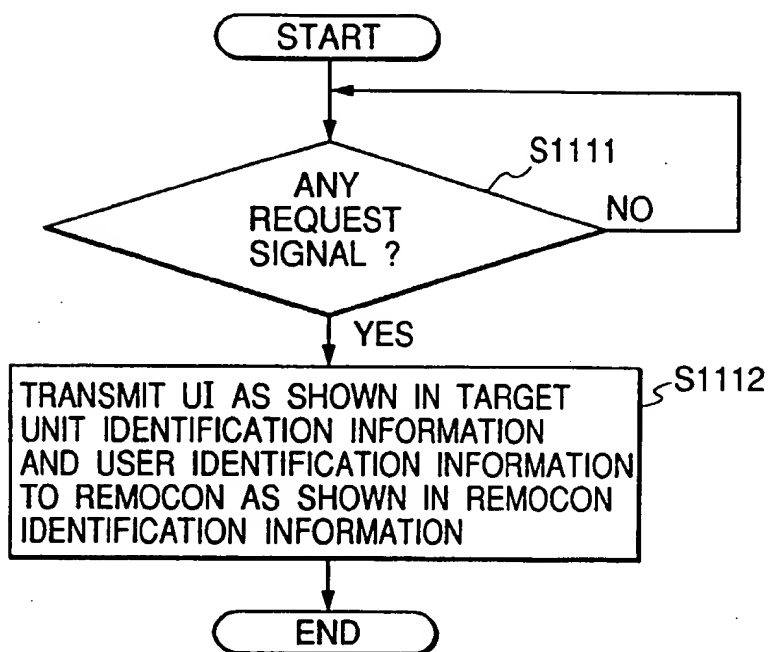 START
S1111
ANY
REQUEST
SIGNAL ?
NO
YES
S1112
TRANSMIT UI AS SHOWN IN TARGET
UNIT IDENTIFICATION INFORMATION
AND USER IDENTIFICATION INFORMATION
TO REMOCON AS SHOWN IN REMOCON
IDENTIFICATION INFORMATION
END